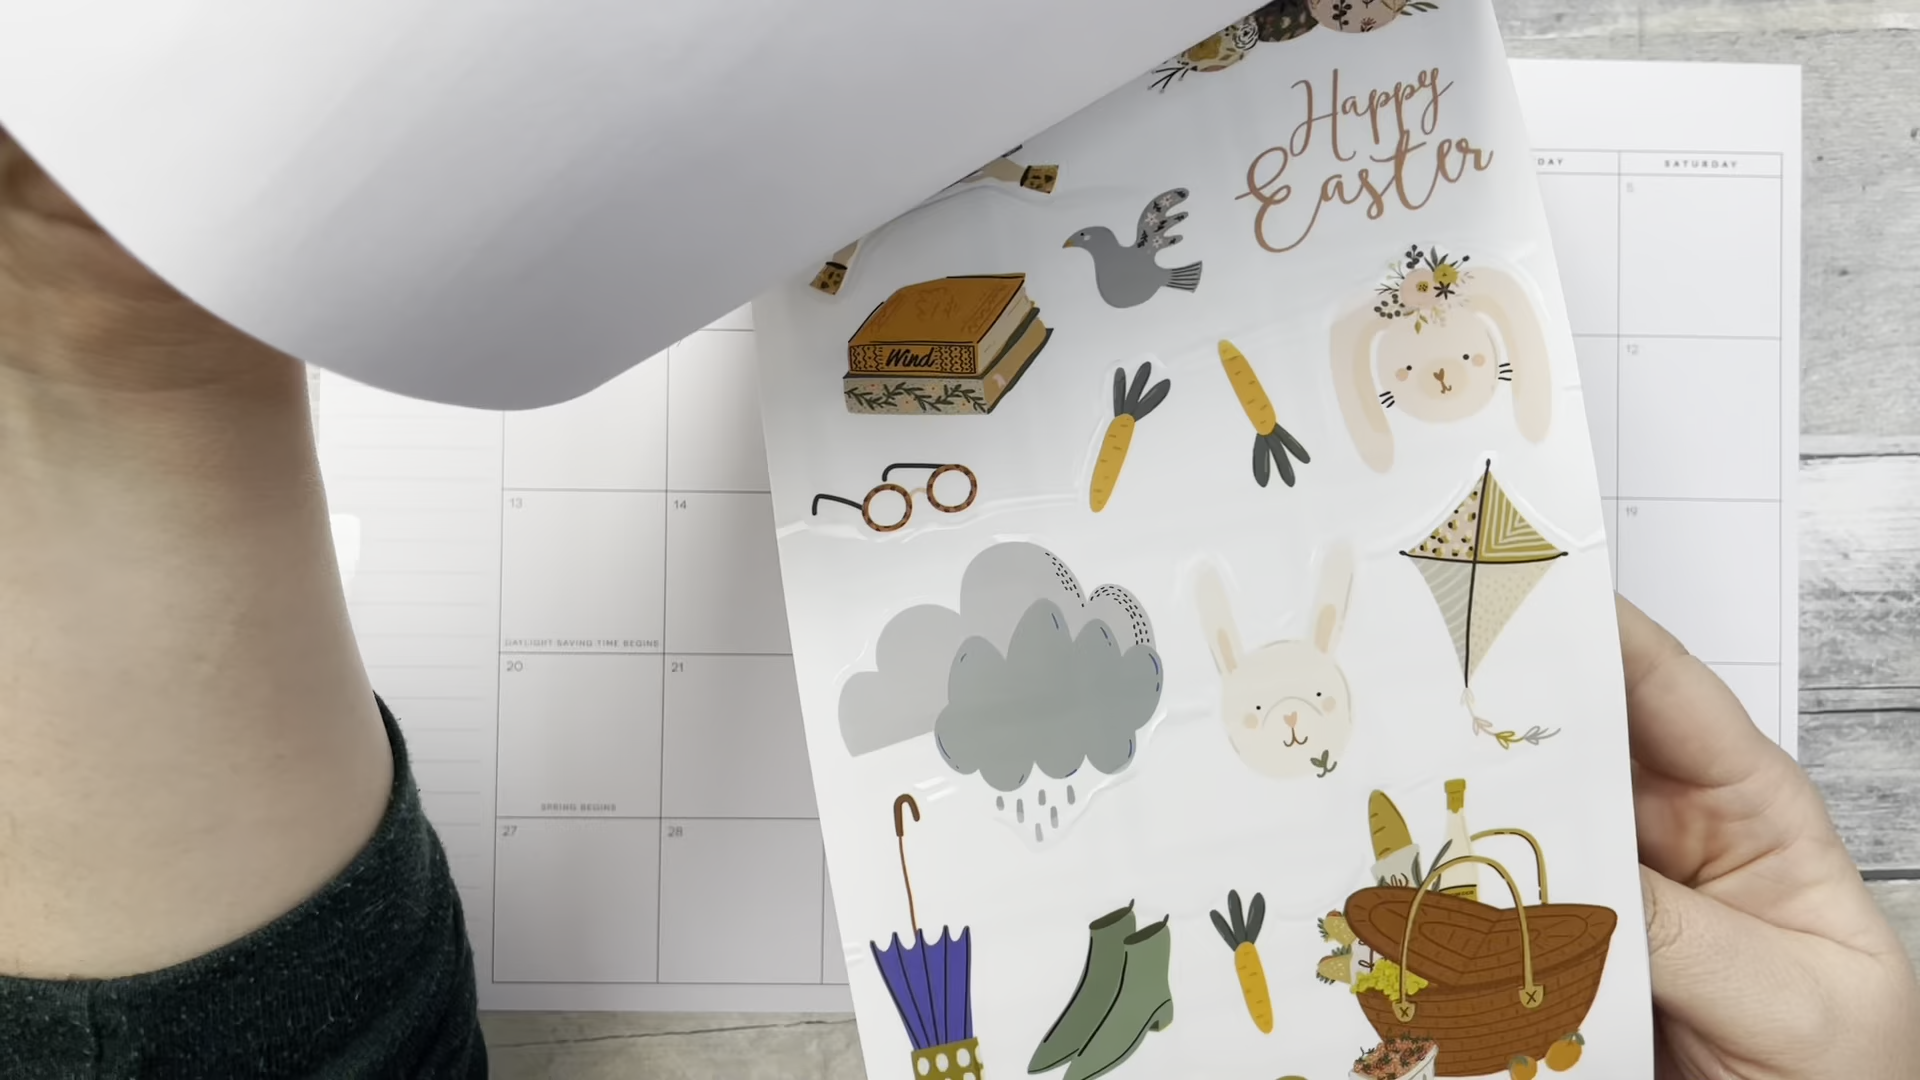 Happy
Easter
SATURDAY
5
Wind
12
13
14
19
DAYLIGHT SAVING TIME BEGINS
20
21
SPRING BEGINS
27
28